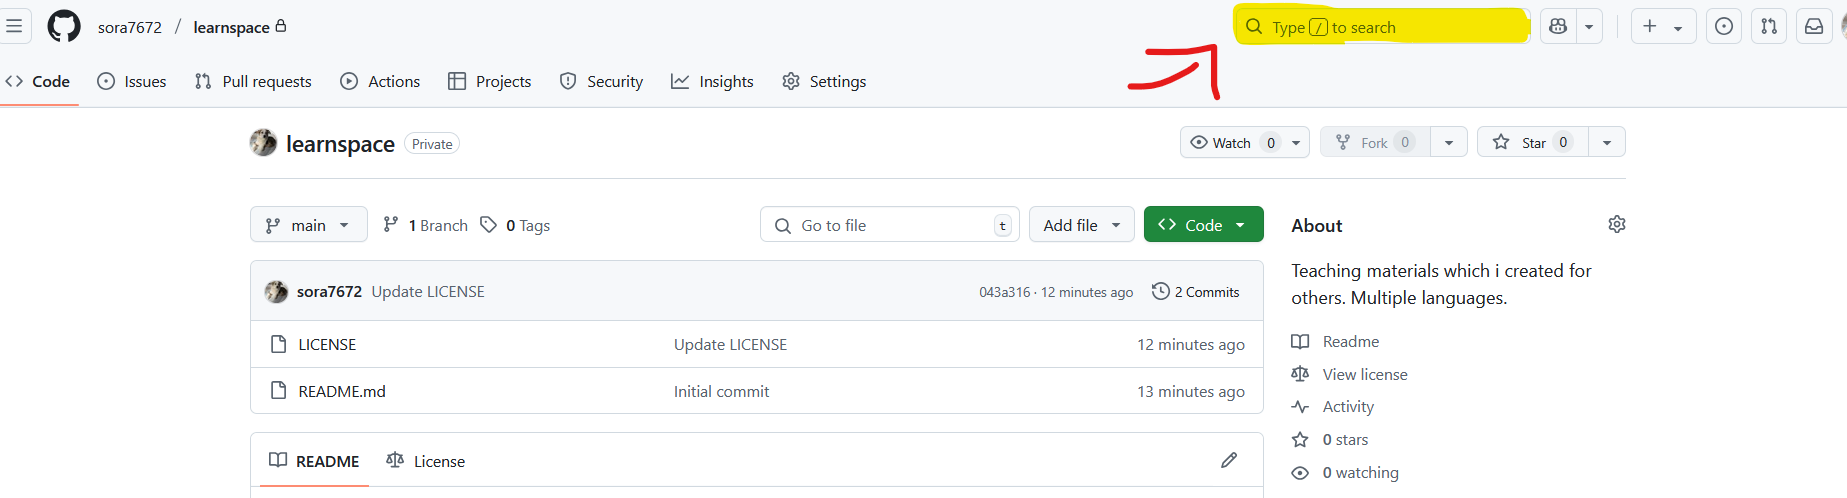 sora7672 / learnspace
Type / to search
Code Issues Pull requests Actions Projects Security Insights Settings
learnspace Private
Watch 0 Fork 0 Star 0
main 1 Branch 0 Tags Go to file t Add file Code
sora7672 Update LICENSE 043a316 · 12 minutes ago 2 Commits
LICENSE Update LICENSE 12 minutes ago
README.md Initial commit 13 minutes ago
README License
About
Teaching materials which i created for
others. Multiple languages.
Readme
View license
Activity
0 stars
0 watching